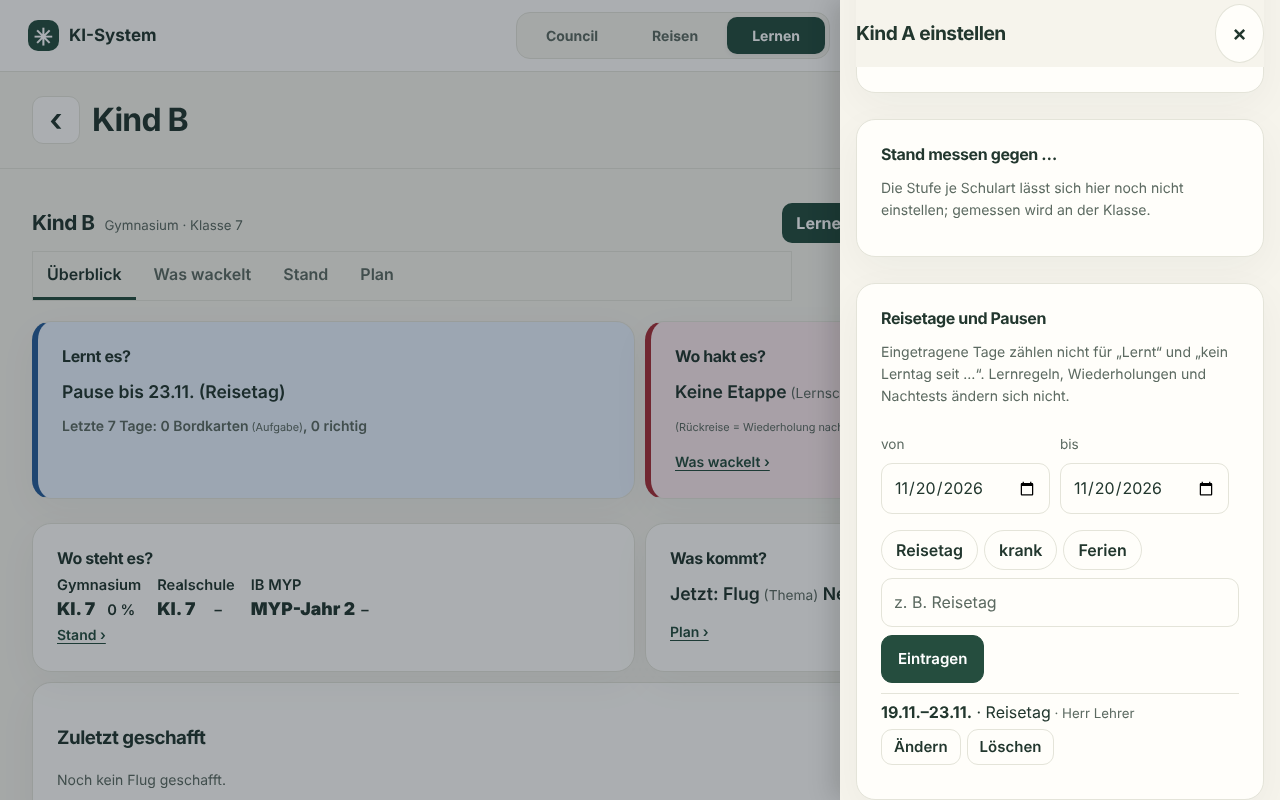 KI-System
Council
Reisen
Lernen
Kind B
Kind B Gymnasium · Klasse 7
Überblick
Was wackelt
Stand
Plan
Lernt es?
Pause bis 23.11. (Reisetag)
Letzte 7 Tage: 0 Bordkarten (Aufgabe), 0 richtig
Wo hakt es?
Keine Etappe
(Rückreise = Wiederholung
Was wackelt? ›
Wo steht es?
Gymnasium Realschule IB MYP
Kl. 7 0 % Kl. 7 – MYP-Jahr 2 –
Stand ›
Was kommt?
Jetzt: Flug (Thema)
Plan ›
Zuletzt geschafft
Noch kein Flug geschafft.
Kind A einstellen
×
Stand messen gegen …
Die Stufe je Schulart lässt sich hier noch nicht
einstellen; gemessen wird an der Klasse.
Reisetage und Pausen
Eingetragene Tage zählen nicht für „Lernt“ und „kein
Lerntag seit …“. Lernregeln, Wiederholungen und
Nachtests ändern sich nicht.
von bis
11/20/2026 11/20/2026
Reisetag krank Ferien
z. B. Reisetag
Eintragen
19.11.–23.11. · Reisetag · Herr Lehrer
Ändern Löschen